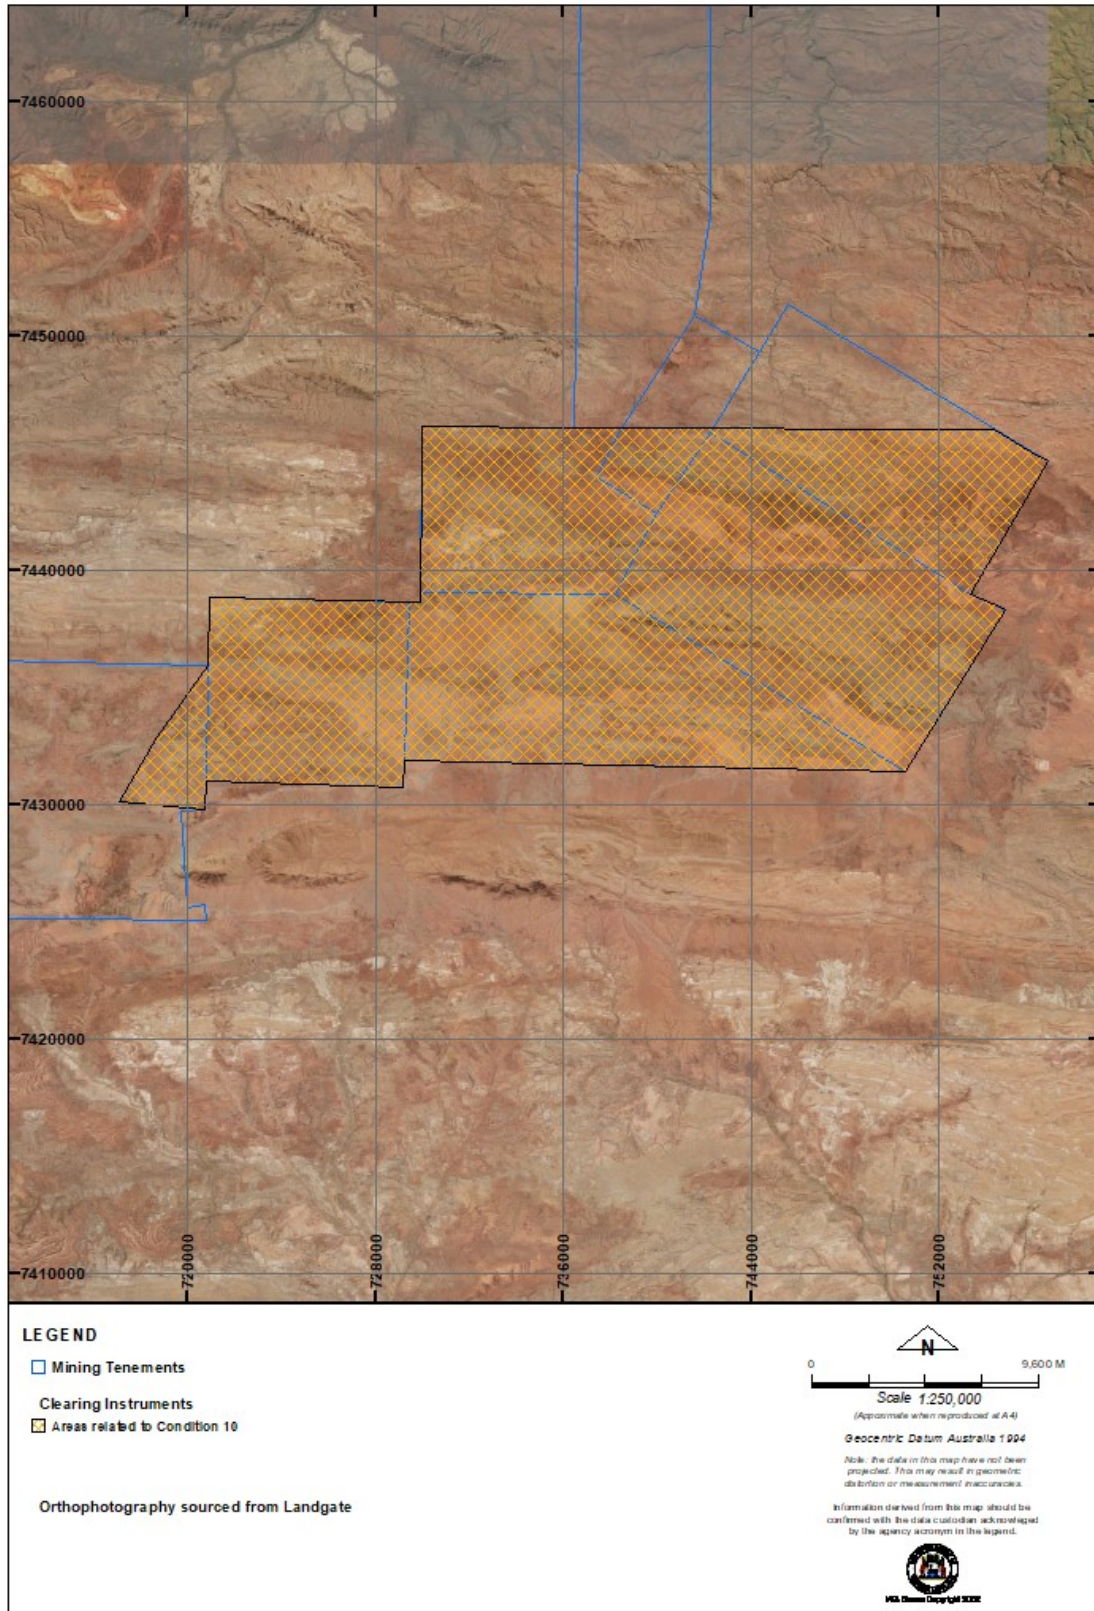 7460000
7450000
7440000
7430000
7420000
7410000
720000
728000
736000
744000
752000
LEGEND
Mining Tenements
Clearing Instruments
Areas related to Condition 10
Orthophotography sourced from Landgate
N
0 9,600 M
Scale 1:250,000
(Approximate when reproduced at A4)
Geocentric Datum Australia 1994
Note: the data in this map have not been
projected. This may result in geometric
distortion or measurement inaccuracies.
Information derived from this map should be
confirmed with the data custodian acknowleged
by the agency acronym in the legend.